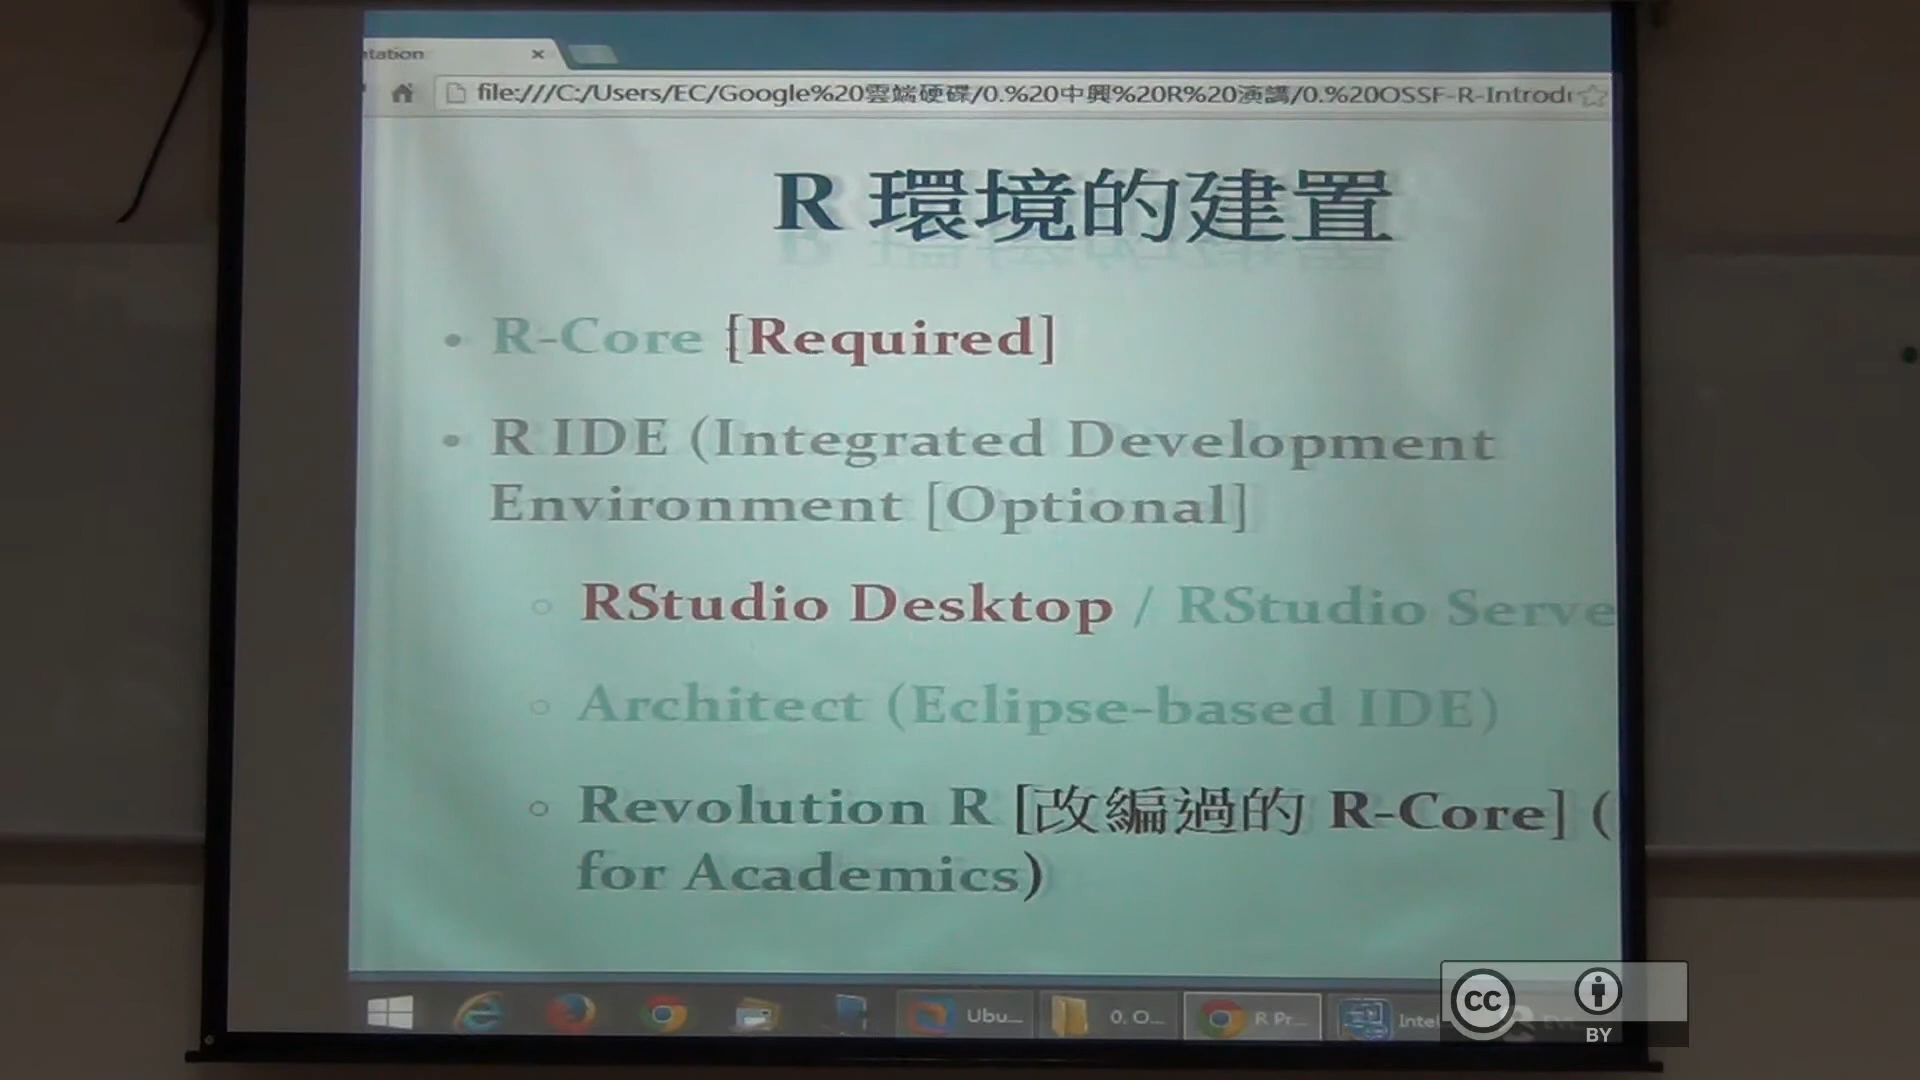 tation
file:///C:/Users/EC/Google%20雲端硬碟/0.%20中興%20R%20演講/0.%20OSSF-R-Introdu
R 環境的建置
• R-Core [Required]
• R IDE (Integrated Development
Environment [Optional]
RStudio Desktop / RStudio Serve
Architect (Eclipse-based IDE)
Revolution R [改編過的 R-Core] (
for Academics)
Ubu... 0. O... R Pr... Intel
cc BY